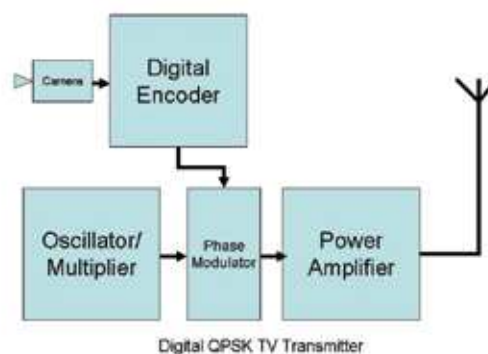 Camera
Digital
Encoder
Oscillator/
Multiplier
Phase
Modulator
Power
Amplifier
Digital QPSK TV Transmitter